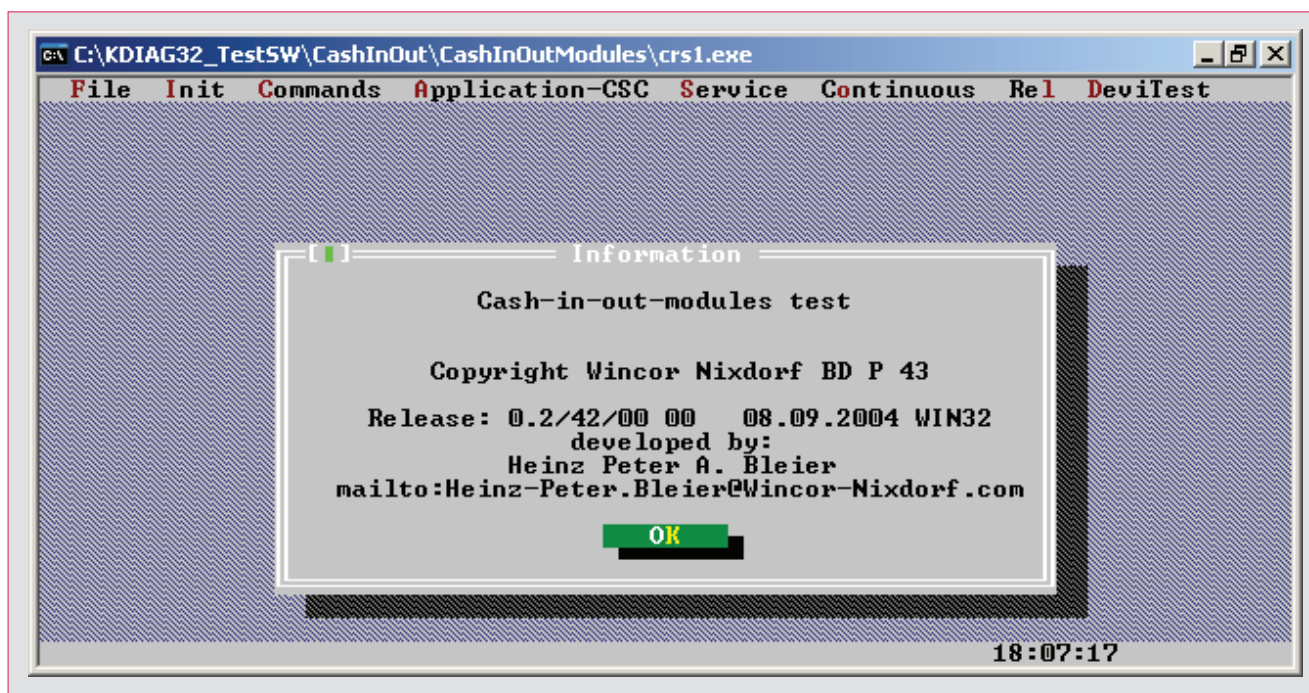 C:\KDIAG32_TestSW\CashInOut\CashInOutModules\crs1.exe
File Init Commands Application-CSC Service Continuous Rel DeviTest
Information
Cash-in-out-modules test
Copyright Wincor Nixdorf BD P 43
Release: 0.2/42/00 00 08.09.2004 WIN32
developed by:
Heinz Peter A. Bleier
mailto:Heinz-Peter.Bleier@Wincor-Nixdorf.com
OK
18:07:17